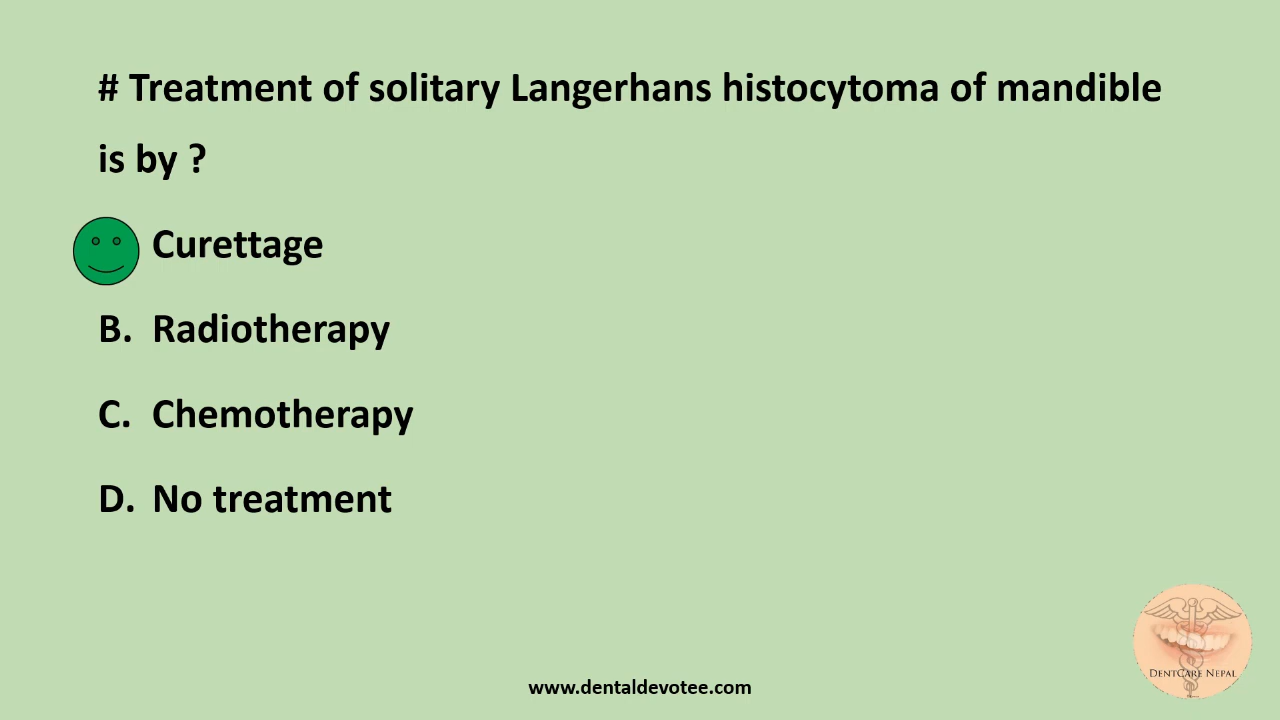 # Treatment of solitary Langerhans histocytoma of mandible
is by ?
Curettage
B. Radiotherapy
C. Chemotherapy
D. No treatment
DentCare Nepal
www.dentaldevotee.com